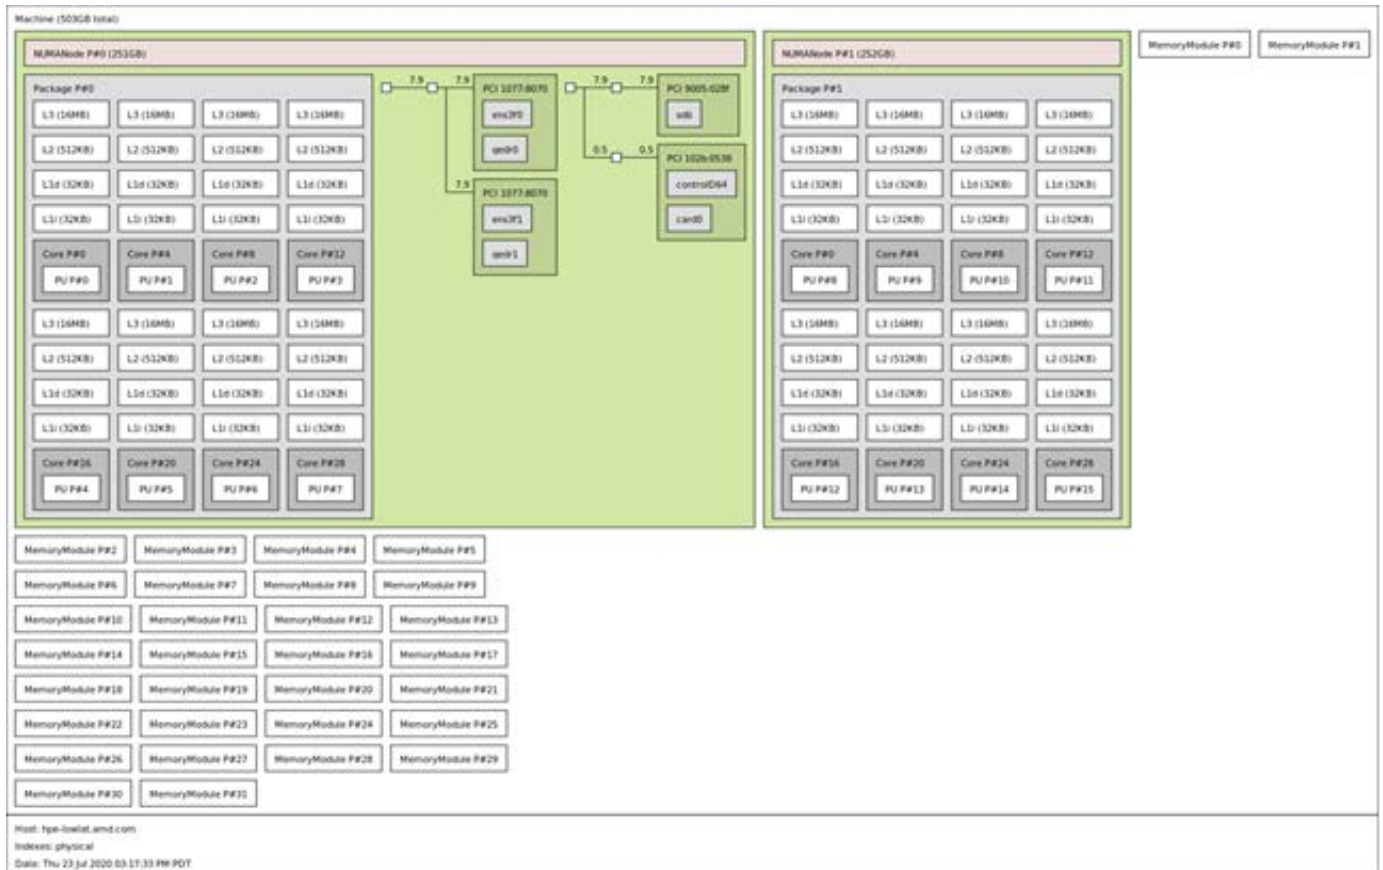 Machine (503GB total)
NUMANode P#0 (251GB)
NUMANode P#1 (252GB)
MemoryModule P#0 MemoryModule P#1
Package P#0
7.9 7.9 PCI 1077:8070
7.9 7.9 PCI 9005:028f
Package P#1
L3 (16MB) L3 (16MB) L3 (16MB) L3 (16MB)
ens3f0
sdb
L3 (16MB) L3 (16MB) L3 (16MB) L3 (16MB)
L2 (512KB) L2 (512KB) L2 (512KB) L2 (512KB)
qedr0
0.5 0.5 PCI 102b:0538
L2 (512KB) L2 (512KB) L2 (512KB) L2 (512KB)
L1d (32KB) L1d (32KB) L1d (32KB) L1d (32KB)
7.9 PCI 1077:8070
controlD64
L1d (32KB) L1d (32KB) L1d (32KB) L1d (32KB)
L1i (32KB) L1i (32KB) L1i (32KB) L1i (32KB)
ens3f1
card0
L1i (32KB) L1i (32KB) L1i (32KB) L1i (32KB)
Core P#0 Core P#4 Core P#8 Core P#12
qedr1
Core P#0 Core P#4 Core P#8 Core P#12
PU P#0 PU P#1 PU P#2 PU P#3
PU P#8 PU P#9 PU P#10 PU P#11
L3 (16MB) L3 (16MB) L3 (16MB) L3 (16MB)
L3 (16MB) L3 (16MB) L3 (16MB) L3 (16MB)
L2 (512KB) L2 (512KB) L2 (512KB) L2 (512KB)
L2 (512KB) L2 (512KB) L2 (512KB) L2 (512KB)
L1d (32KB) L1d (32KB) L1d (32KB) L1d (32KB)
L1d (32KB) L1d (32KB) L1d (32KB) L1d (32KB)
L1i (32KB) L1i (32KB) L1i (32KB) L1i (32KB)
L1i (32KB) L1i (32KB) L1i (32KB) L1i (32KB)
Core P#16 Core P#20 Core P#24 Core P#28
Core P#16 Core P#20 Core P#24 Core P#28
PU P#4 PU P#5 PU P#6 PU P#7
PU P#12 PU P#13 PU P#14 PU P#15
MemoryModule P#2 MemoryModule P#3 MemoryModule P#4 MemoryModule P#5
MemoryModule P#6 MemoryModule P#7 MemoryModule P#8 MemoryModule P#9
MemoryModule P#10 MemoryModule P#11 MemoryModule P#12 MemoryModule P#13
MemoryModule P#14 MemoryModule P#15 MemoryModule P#16 MemoryModule P#17
MemoryModule P#18 MemoryModule P#19 MemoryModule P#20 MemoryModule P#21
MemoryModule P#22 MemoryModule P#23 MemoryModule P#24 MemoryModule P#25
MemoryModule P#26 MemoryModule P#27 MemoryModule P#28 MemoryModule P#29
MemoryModule P#30 MemoryModule P#31
Host: hpe-lowlat.amd.com
Indexes: physical
Date: Thu 23 Jul 2020 03:17:33 PM PDT